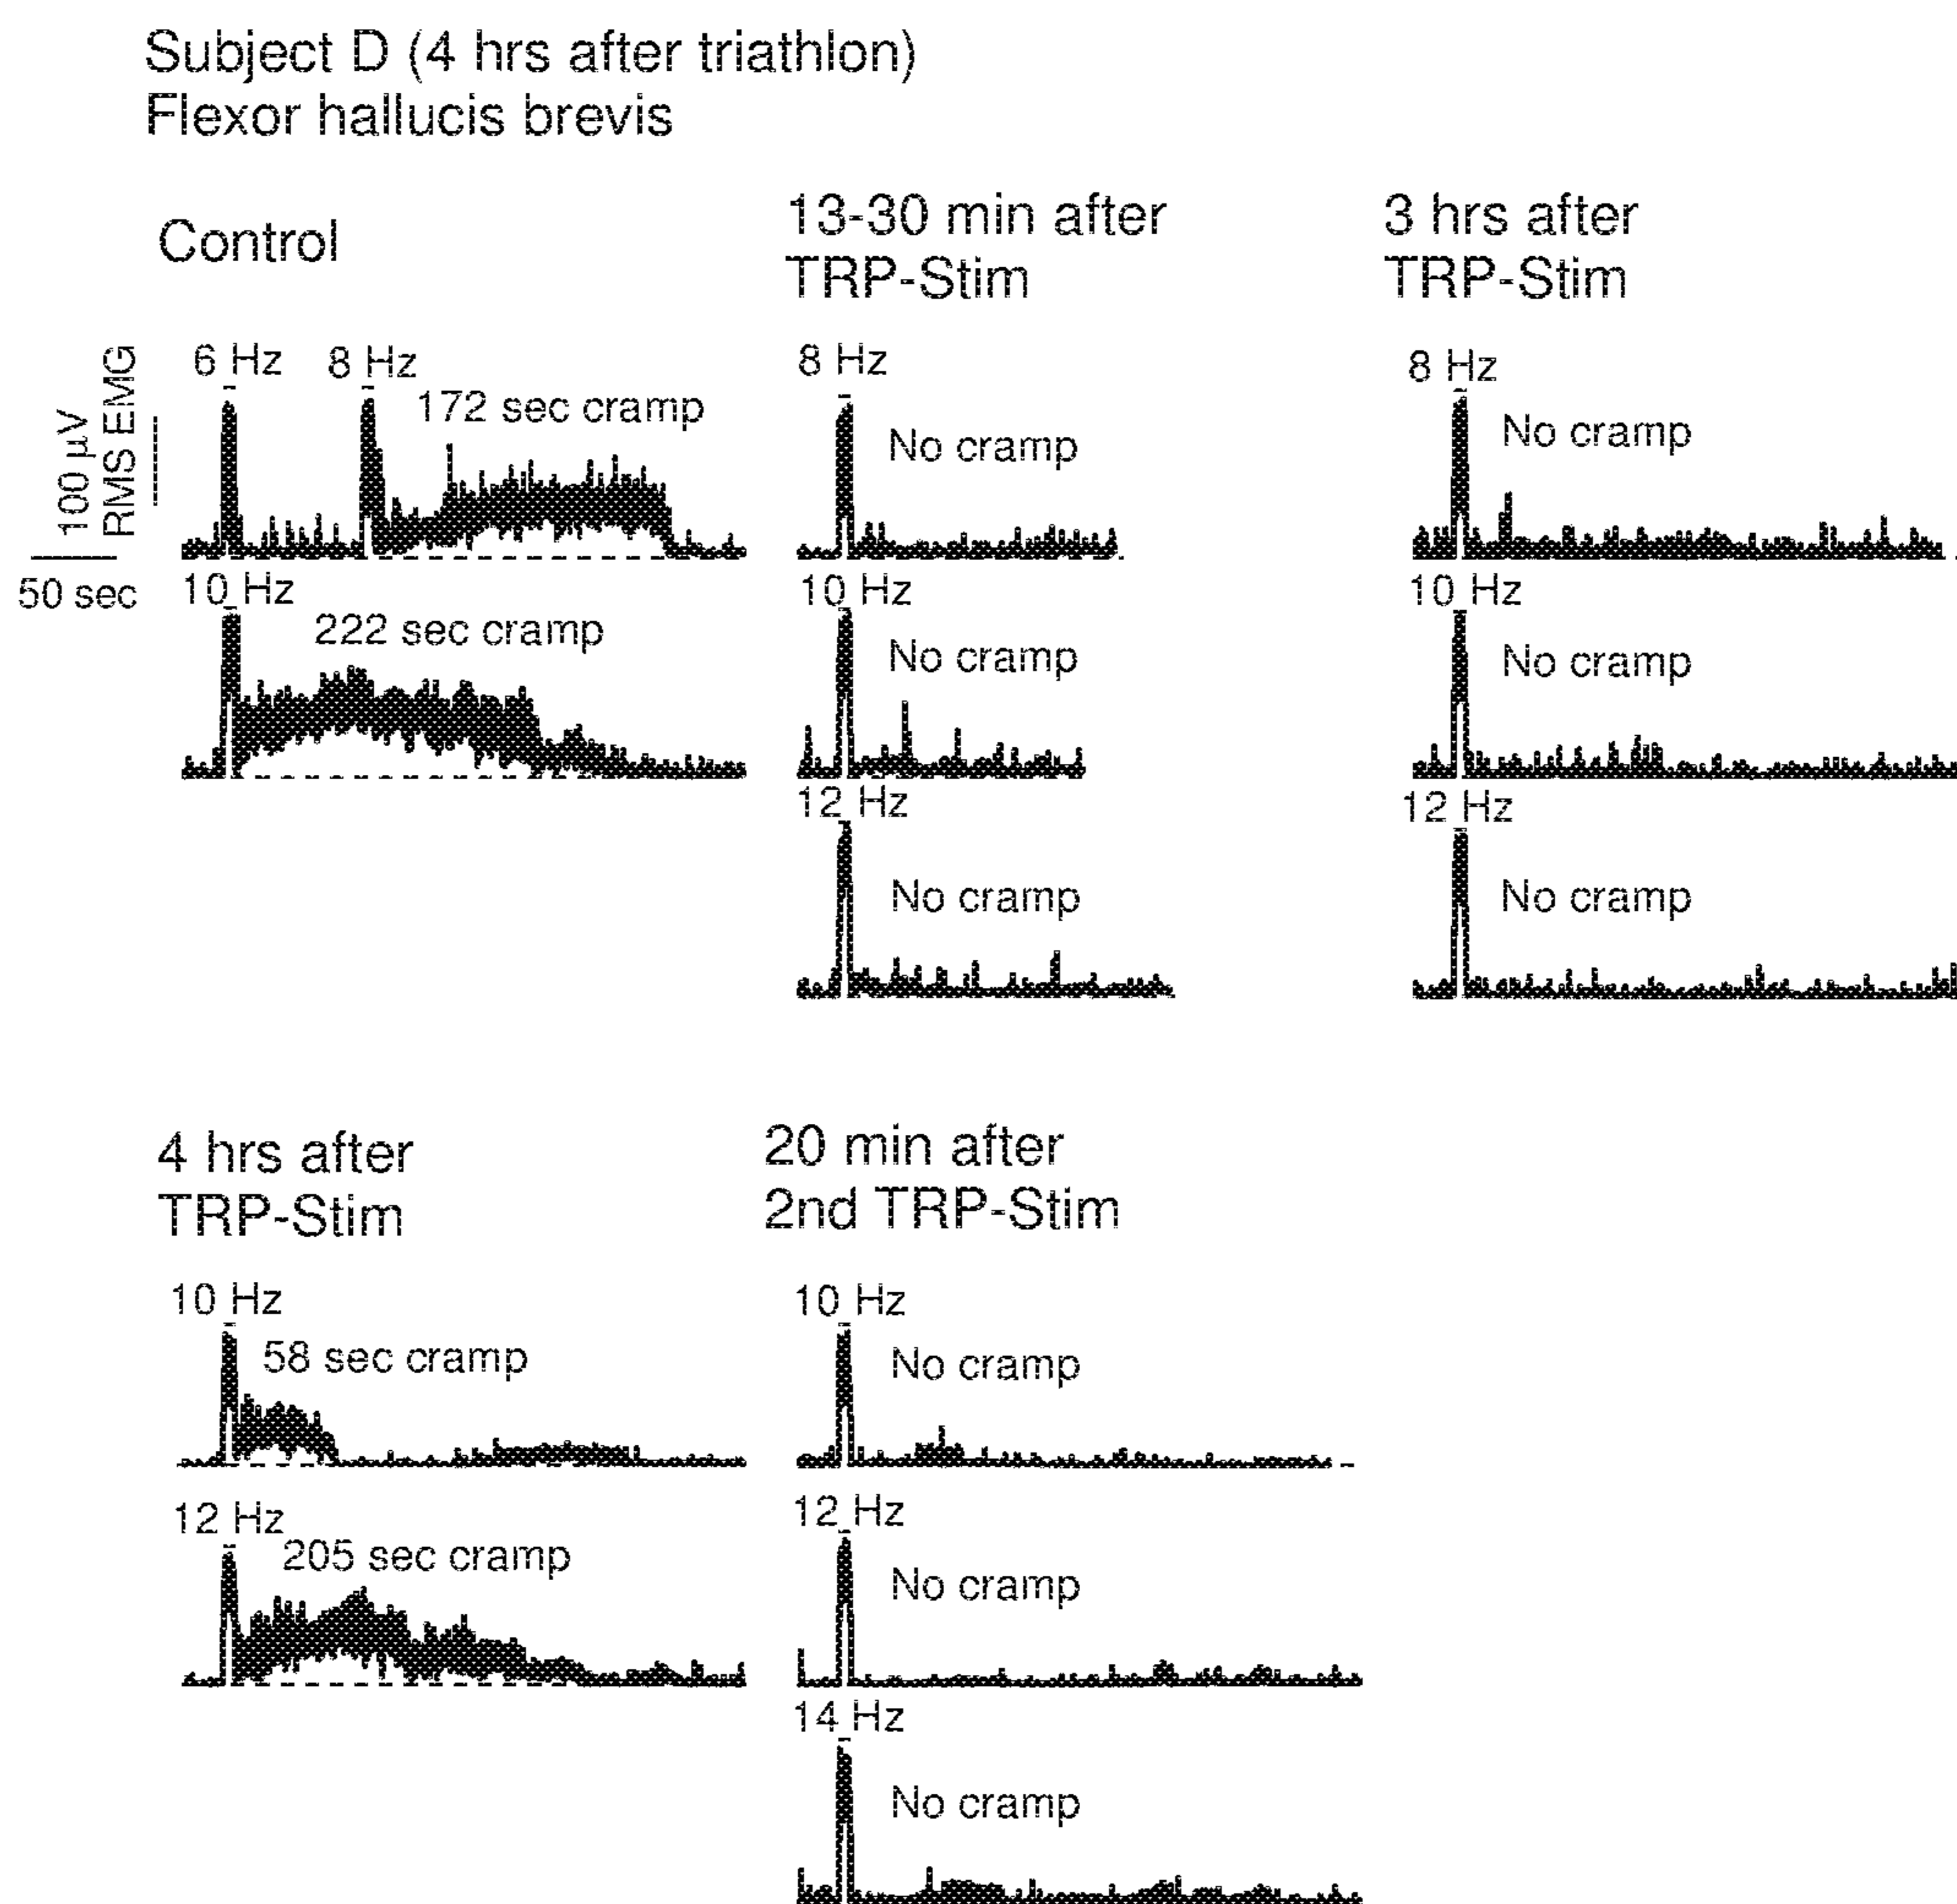 Subject D (4 hrs after triathlon)
Flexor hallucis brevis
Control
13-30 min after
TRP-Stim
3 hrs after
TRP-Stim
100 µV
RMS EMG
50 sec
6 Hz
8 Hz
172 sec cramp
10 Hz
222 sec cramp
8 Hz
No cramp
10 Hz
No cramp
12 Hz
No cramp
8 Hz
No cramp
10 Hz
No cramp
12 Hz
No cramp
4 hrs after
TRP-Stim
20 min after
2nd TRP-Stim
10 Hz
58 sec cramp
12 Hz
205 sec cramp
10 Hz
No cramp
12 Hz
No cramp
14 Hz
No cramp